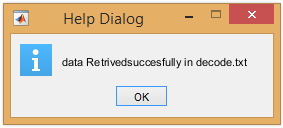 Help Dialog
data Retrivedsuccesfully in decode.txt
OK